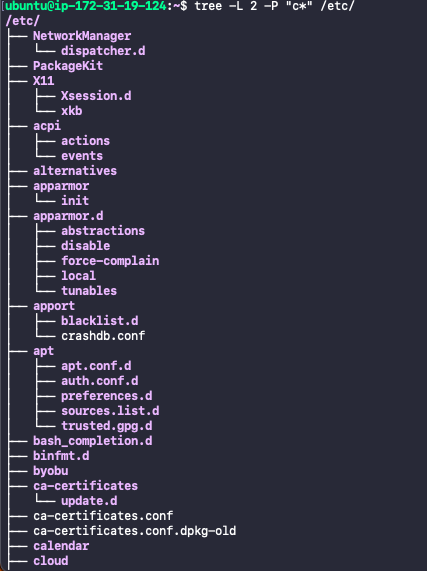 [ubuntu@ip-172-31-19-124:~$ tree -L 2 -P "c*" /etc/
/etc/
├── NetworkManager
│   └── dispatcher.d
├── PackageKit
├── X11
│   ├── Xsession.d
│   └── xkb
├── acpi
│   ├── actions
│   └── events
├── alternatives
├── apparmor
│   └── init
├── apparmor.d
│   ├── abstractions
│   ├── disable
│   ├── force-complain
│   ├── local
│   └── tunables
├── apport
│   ├── blacklist.d
│   └── crashdb.conf
├── apt
│   ├── apt.conf.d
│   ├── auth.conf.d
│   ├── preferences.d
│   ├── sources.list.d
│   └── trusted.gpg.d
├── bash_completion.d
├── binfmt.d
├── byobu
├── ca-certificates
│   └── update.d
├── ca-certificates.conf
├── ca-certificates.conf.dpkg-old
├── calendar
├── cloud